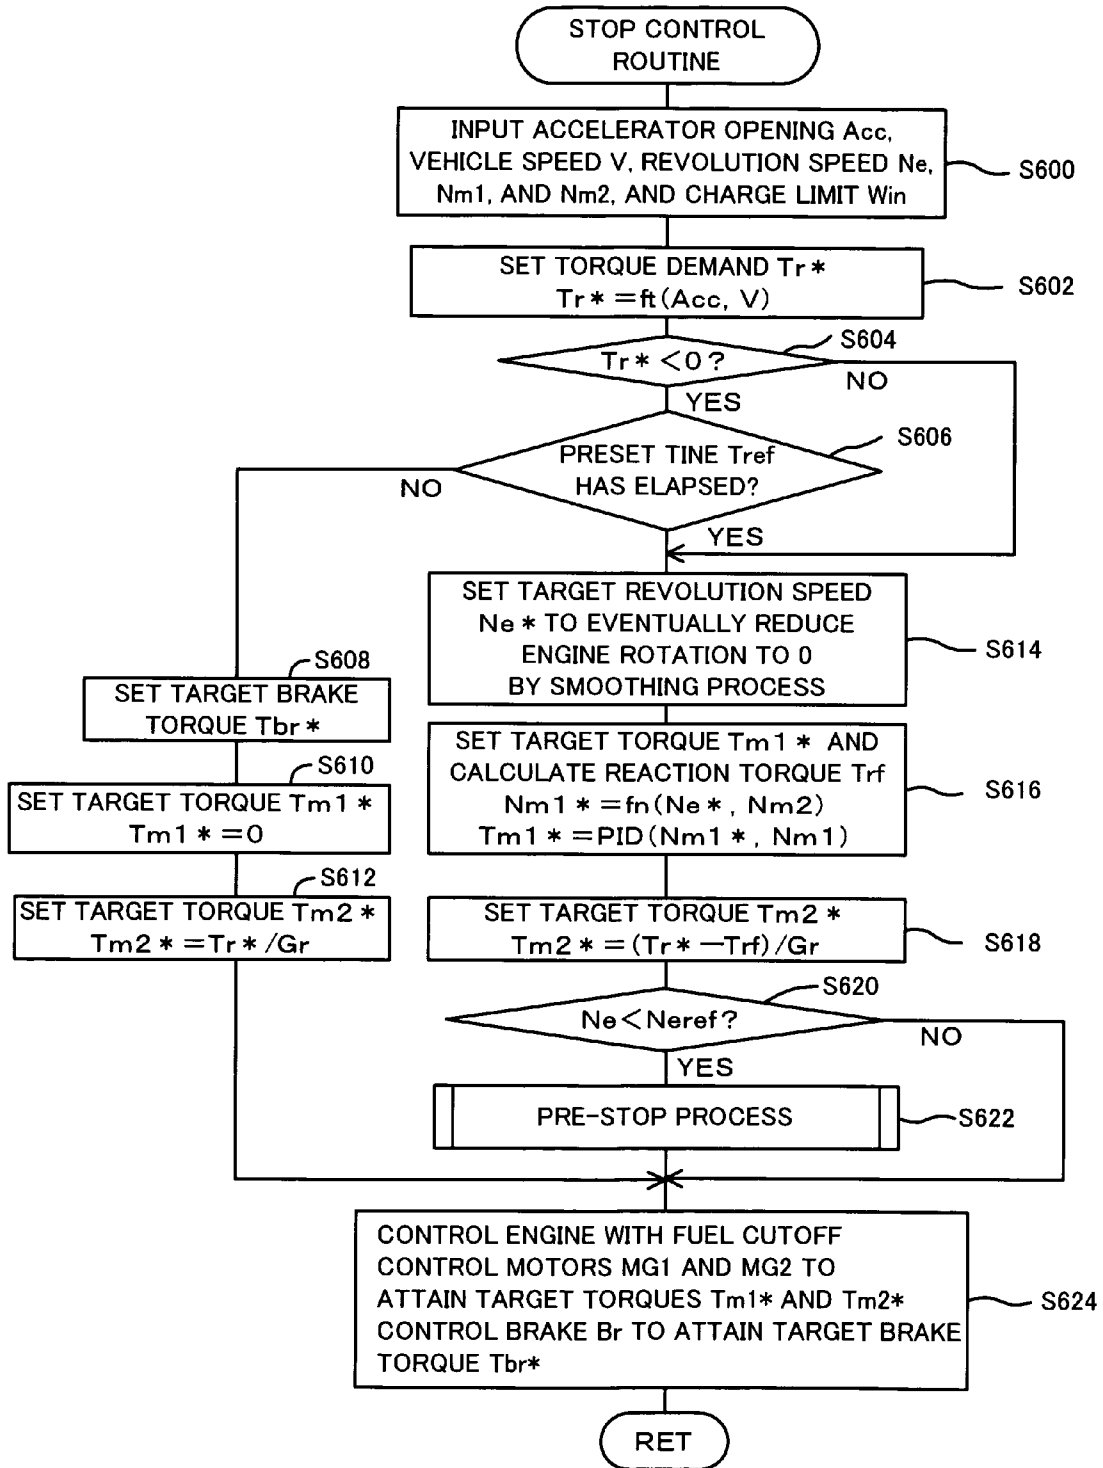 STOP CONTROL
ROUTINE
INPUT ACCELERATOR OPENING Acc,
VEHICLE SPEED V, REVOLUTION SPEED Ne,
Nm1, AND Nm2, AND CHARGE LIMIT Win
S600
SET TORQUE DEMAND Tr*
Tr*=ft(Acc, V)
S602
S604
Tr*<0?
NO
YES
S606
PRESET TINE Tref
HAS ELAPSED?
NO
YES
SET TARGET REVOLUTION SPEED
Ne* TO EVENTUALLY REDUCE
ENGINE ROTATION TO 0
BY SMOOTHING PROCESS
S614
S608
SET TARGET BRAKE
TORQUE Tbr*
S610
SET TARGET TORQUE Tm1*
Tm1*=0
S612
SET TARGET TORQUE Tm2*
Tm2*=Tr*/Gr
SET TARGET TORQUE Tm1* AND
CALCULATE REACTION TORQUE Trf
Nm1*=fn(Ne*, Nm2)
Tm1*=PID(Nm1*, Nm1)
S616
SET TARGET TORQUE Tm2*
Tm2*=(Tr*−Trf)/Gr
S618
S620
Ne<Neref?
NO
YES
PRE-STOP PROCESS
S622
CONTROL ENGINE WITH FUEL CUTOFF
CONTROL MOTORS MG1 AND MG2 TO
ATTAIN TARGET TORQUES Tm1* AND Tm2*
CONTROL BRAKE Br TO ATTAIN TARGET BRAKE
TORQUE Tbr*
S624
RET